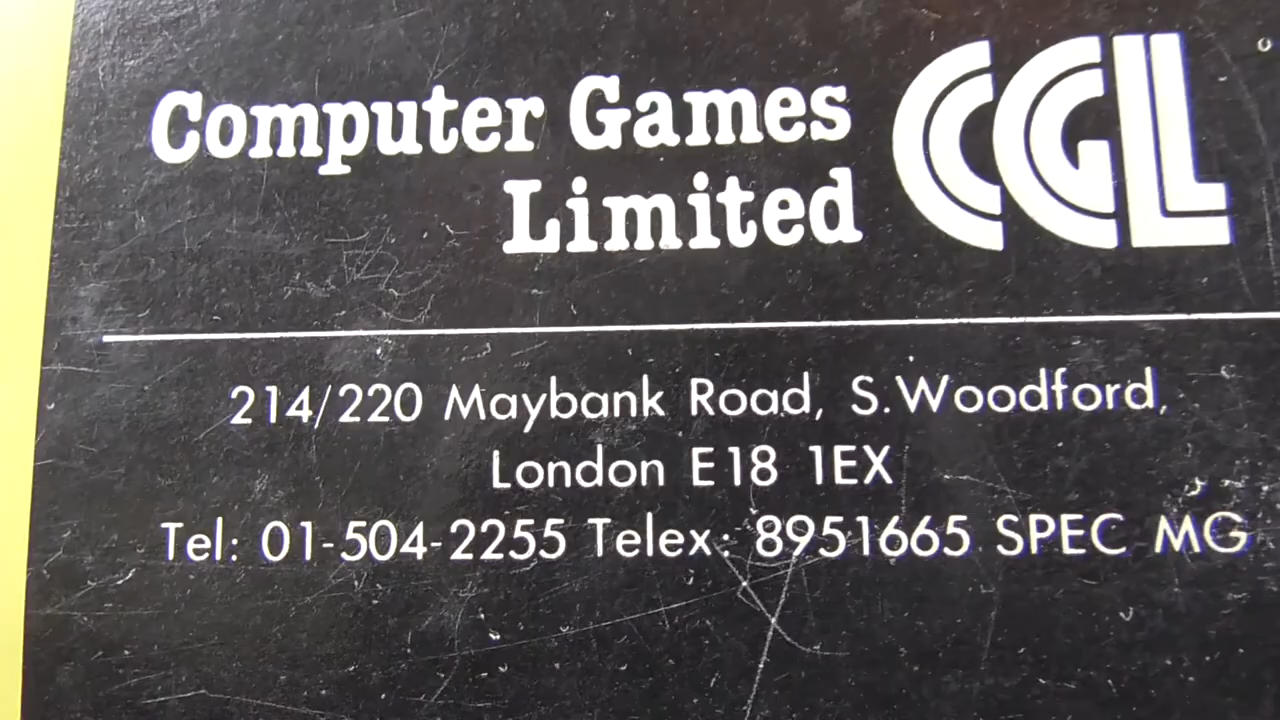 Computer Games
Limited
CGL
214/220 Maybank Road, S.Woodford,
London E18 1EX
Tel: 01-504-2255 Telex: 8951665 SPEC MG